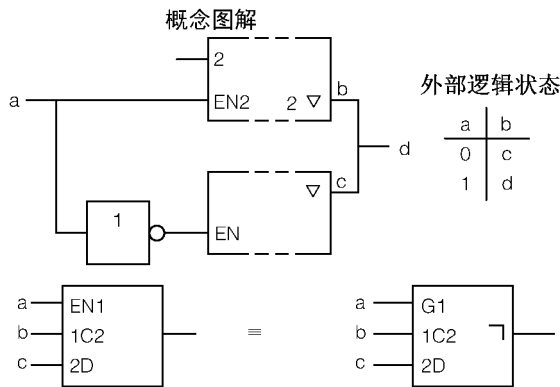 概念图解
2
EN2 2 ▽ b
a
外部逻辑状态
a b
0 c
1 d
d
▽ c
1
EN
a EN1
b 1C2
c 2D
≡
a G1
b 1C2 ¬
c 2D